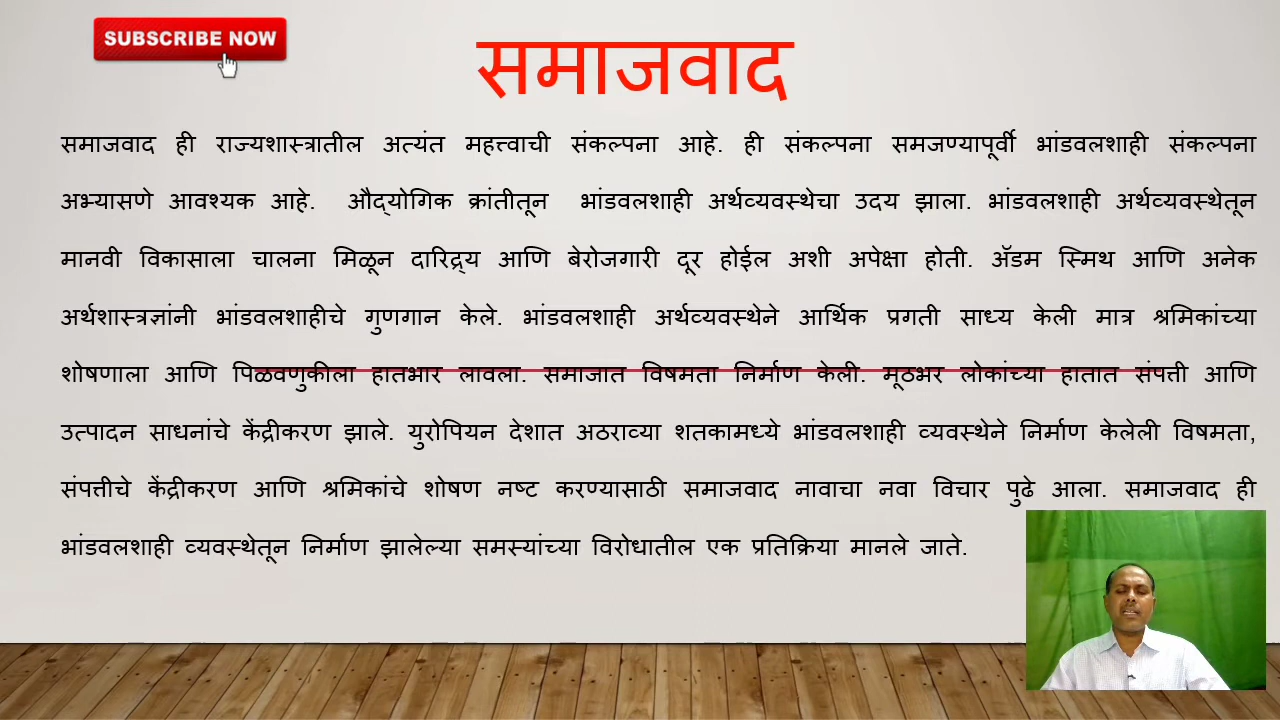 SUBSCRIBE NOW
समाजवाद
समाजवाद ही राज्यशास्त्रातील अत्यंत महत्त्वाची संकल्पना आहे. ही संकल्पना समजण्यापूर्वी भांडवलशाही संकल्पना
अभ्यासणे आवश्यक आहे. औद्योगिक क्रांतीतून भांडवलशाही अर्थव्यवस्थेचा उदय झाला. भांडवलशाही अर्थव्यवस्थेतून
मानवी विकासाला चालना मिळून दारिद्र्य आणि बेरोजगारी दूर होईल अशी अपेक्षा होती. ॲडम स्मिथ आणि अनेक
अर्थशास्त्रज्ञांनी भांडवलशाहीचे गुणगान केले. भांडवलशाही अर्थव्यवस्थेने आर्थिक प्रगती साध्य केली मात्र श्रमिकांच्या
शोषणाला आणि पिळवणुकीला हातभार लावला. समाजात विषमता निर्माण केली. मूठभर लोकांच्या हातात संपत्ती आणि
उत्पादन साधनांचे केंद्रीकरण झाले. युरोपियन देशात अठराव्या शतकामध्ये भांडवलशाही व्यवस्थेने निर्माण केलेली विषमता,
संपत्तीचे केंद्रीकरण आणि श्रमिकांचे शोषण नष्ट करण्यासाठी समाजवाद नावाचा नवा विचार पुढे आला. समाजवाद ही
भांडवलशाही व्यवस्थेतून निर्माण झालेल्या समस्यांच्या विरोधातील एक प्रतिक्रिया मानले जाते.